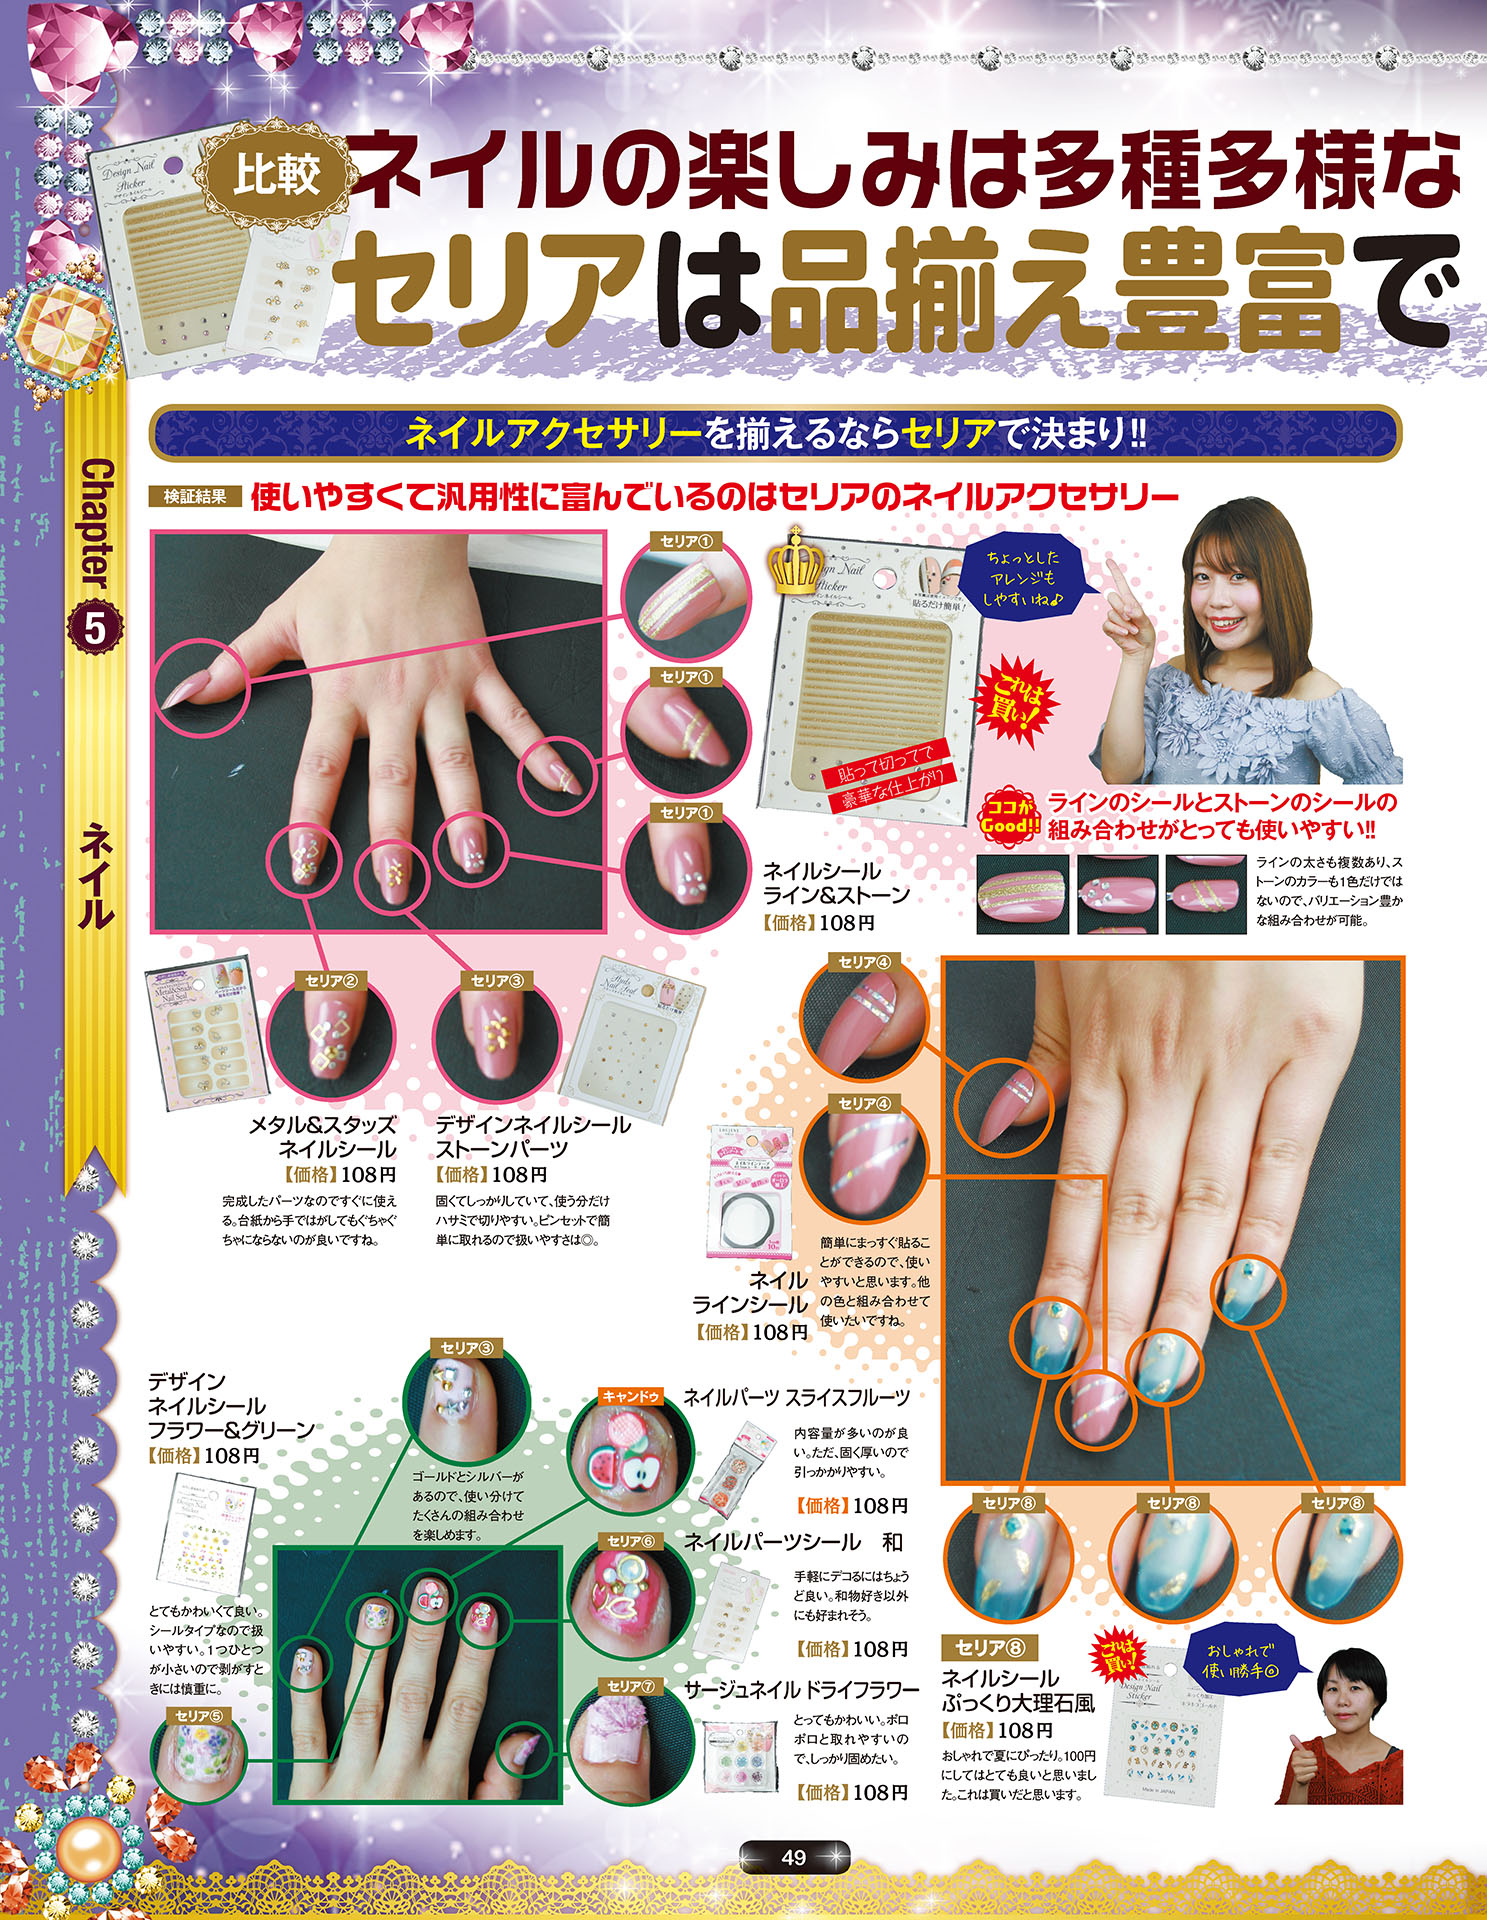 比較
ネイルの楽しみは多種多様な
セリアは品揃え豊富で
Chapter
5
ネイル
ネイルアクセサリーを揃えるならセリアで決まり!!
検証結果
使いやすくて汎用性に富んでいるのはセリアのネイルアクセサリー
セリア①
セリア①
セリア①
Design Nail
Sticker
デザインネイルシール
貼るだけ簡単!
貼って切ってで
豪華な仕上がり
ちょっとした
アレンジも
しやすいね♪
これは
買い!
ココが
Good!!
ラインのシールとストーンのシールの
組み合わせがとっても使いやすい!!
ラインの太さも複数あり、ス
トーンのカラーも1色だけでは
ないので、バリエーション豊か
な組み合わせが可能。
ネイルシール
ライン&ストーン
【価格】108円
セリア②
Metal&Studs
Nail Seal
メタル&スタッズ
ネイルシール
【価格】108円
完成したパーツなのですぐに使え
る。台紙から手ではがしてもぐちゃぐ
ちゃにならないのが良いですね。
セリア③
デザインネイルシール
ストーンパーツ
【価格】108円
固くてしっかりしていて、使う分だけ
ハサミで切りやすい。ピンセットで簡
単に取れるので扱いやすさは◎。
セリア④
セリア④
ネイル
ラインシール
【価格】108円
簡単にまっすぐ貼るこ
とができるので、使い
やすいと思います。他
の色と組み合わせて
使いたいですね。
デザイン
ネイルシール
フラワー&グリーン
【価格】108円
Design Nail
Sticker
とてもかわいくて良い。
シールタイプなので扱
いやすい。1つひとつ
が小さいので剥がすと
きには慎重に。
セリア⑤
セリア③
ゴールドとシルバーが
あるので、使い分けて
たくさんの組み合わせ
を楽しめます。
キャンドゥ
ネイルパーツ スライスフルーツ
内容量が多いのが良
い。ただ、固く厚いので
引っかかりやすい。
【価格】108円
セリア⑥
ネイルパーツシール 和
手軽にデコるにはちょう
ど良い。和物好き以外
にも好まれそう。
【価格】108円
セリア⑦
サージュネイル ドライフラワー
とってもかわいい。ポロ
ポロと取れやすいの
で、しっかり固めたい。
【価格】108円
セリア⑧
セリア⑧
セリア⑧
セリア⑧
ネイルシール
ぷっくり大理石風
【価格】108円
おしゃれで夏にぴったり。100円
にしてはとても良いと思いまし
た。これは買いだと思います。
これは
買い!
Design Nail
Sticker
Made in JAPAN
おしゃれで
使い勝手◎
49